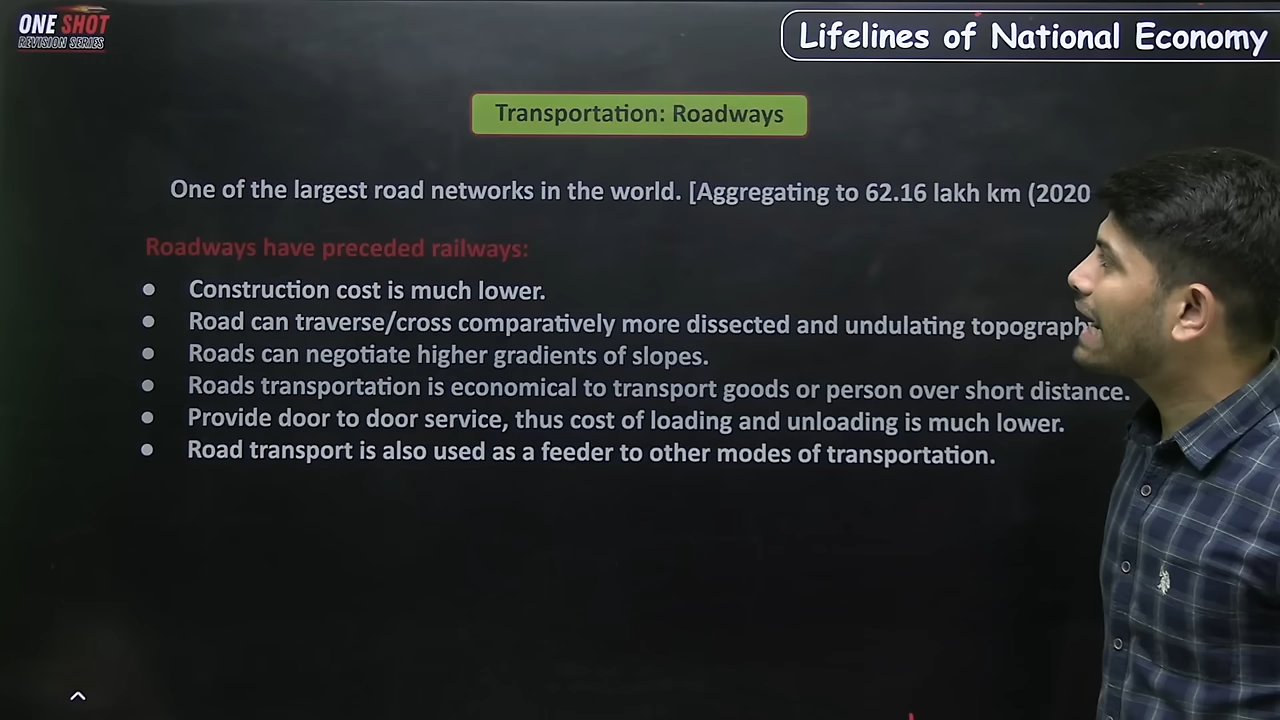 ONE SHOT
REVISION SERIES
Lifelines of National Economy
Transportation: Roadways
One of the largest road networks in the world. [Aggregating to 62.16 lakh km (2020
Roadways have preceded railways:
● Construction cost is much lower.
● Road can traverse/cross comparatively more dissected and undulating topography
● Roads can negotiate higher gradients of slopes.
● Roads transportation is economical to transport goods or person over short distance.
● Provide door to door service, thus cost of loading and unloading is much lower.
● Road transport is also used as a feeder to other modes of transportation.